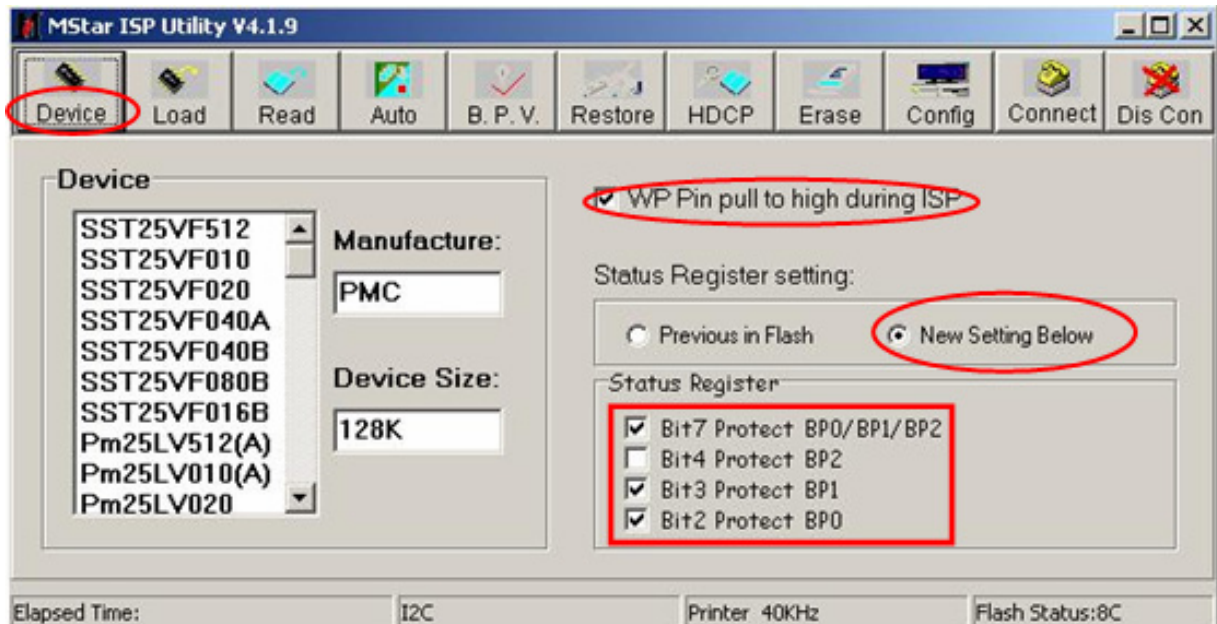 MStar ISP Utility V4.1.9
Device Load Read Auto B. P. V. Restore HDCP Erase Config Connect Dis Con
Device
SST25VF512
SST25VF010
SST25VF020
SST25VF040A
SST25VF040B
SST25VF080B
SST25VF016B
Pm25LV512(A)
Pm25LV010(A)
Pm25LV020
Manufacture:
PMC
Device Size:
128K
WP Pin pull to high during ISP
Status Register setting:
Previous in Flash New Setting Below
Status Register
Bit7 Protect BP0/BP1/BP2
Bit4 Protect BP2
Bit3 Protect BP1
Bit2 Protect BP0
Elapsed Time: I2C Printer 40KHz Flash Status:8C